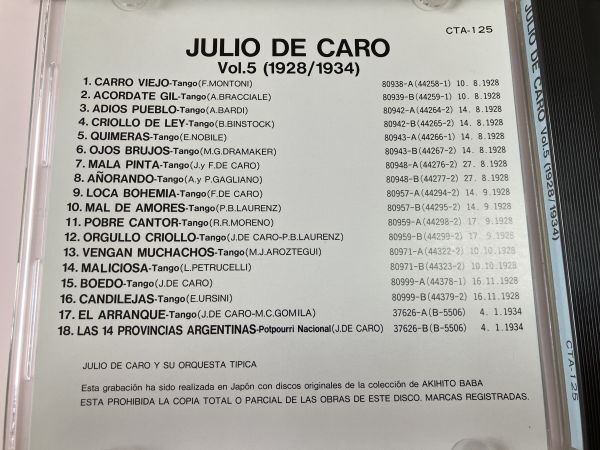 CTA-125
JULIO DE CARO
Vol.5 (1928/1934)
1. CARRO VIEJO-Tango(F.MONTONI) 80938-A(44258-1) 10. 8.1928
2. ACORDATE GIL-Tango(A.BRACCIALE) 80939-B(44259-1) 10. 8.1928
3. ADIOS PUEBLO-Tango(A.BARDI) 80942-A(44264-2) 14. 8.1928
4. CRIOLLO DE LEY-Tango(B.BINSTOCK) 80942-B(44265-2) 14. 8.1928
5. QUIMERAS-Tango(E.NOBILE) 80943-A(44266-1) 14. 8.1928
6. OJOS BRUJOS-Tango(M.G.DRAMAKER) 80943-B(44267-2) 14. 8.1928
7. MALA PINTA-Tango(J.y F.DE CARO) 80948-A(44276-2) 27. 8.1928
8. AÑORANDO-Tango(A.y P.GAGLIANO) 80948-B(44277-2) 27. 8.1928
9. LOCA BOHEMIA-Tango(F.DE CARO) 80957-A(44294-2) 14. 9.1928
10. MAL DE AMORES-Tango(P.B.LAURENZ) 80957-B(44295-2) 14. 9.1928
11. POBRE CANTOR-Tango(R.R.MORENO) 80959-A(44298-2) 17. 9.1928
12. ORGULLO CRIOLLO-Tango(J.DE CARO-P.B.LAURENZ) 80959-B(44299-2) 17. 9.1928
13. VENGAN MUCHACHOS-Tango(M.J.AROZTEGUI) 80971-A(44322-2) 10.10.1928
14. MALICIOSA-Tango(L.PETRUCELLI) 80971-B(44323-2) 10.10.1928
15. BOEDO-Tango(J.DE CARO) 80999-A(44378-1) 16.11.1928
16. CANDILEJAS-Tango(E.URSINI) 80999-B(44379-2) 16.11.1928
17. EL ARRANQUE-Tango(J.DE CARO-M.C.GOMILA) 37626-A(B-5506) 4. 1.1934
18. LAS 14 PROVINCIAS ARGENTINAS-Potpourri Nacional(J.DE CARO) 37626-B(B-5506) 4. 1.1934
JULIO DE CARO Y SU ORQUESTA TIPICA
Esta grabación ha sido realizada en Japón con discos originales de la colección de AKIHITO BABA
ESTA PROHIBIDA LA COPIA TOTAL O PARCIAL DE LAS OBRAS DE ESTE DISCO. MARCAS REGISTRADAS.
JULIO DE CARO Vol.5 (1928/1934)
CTA-125